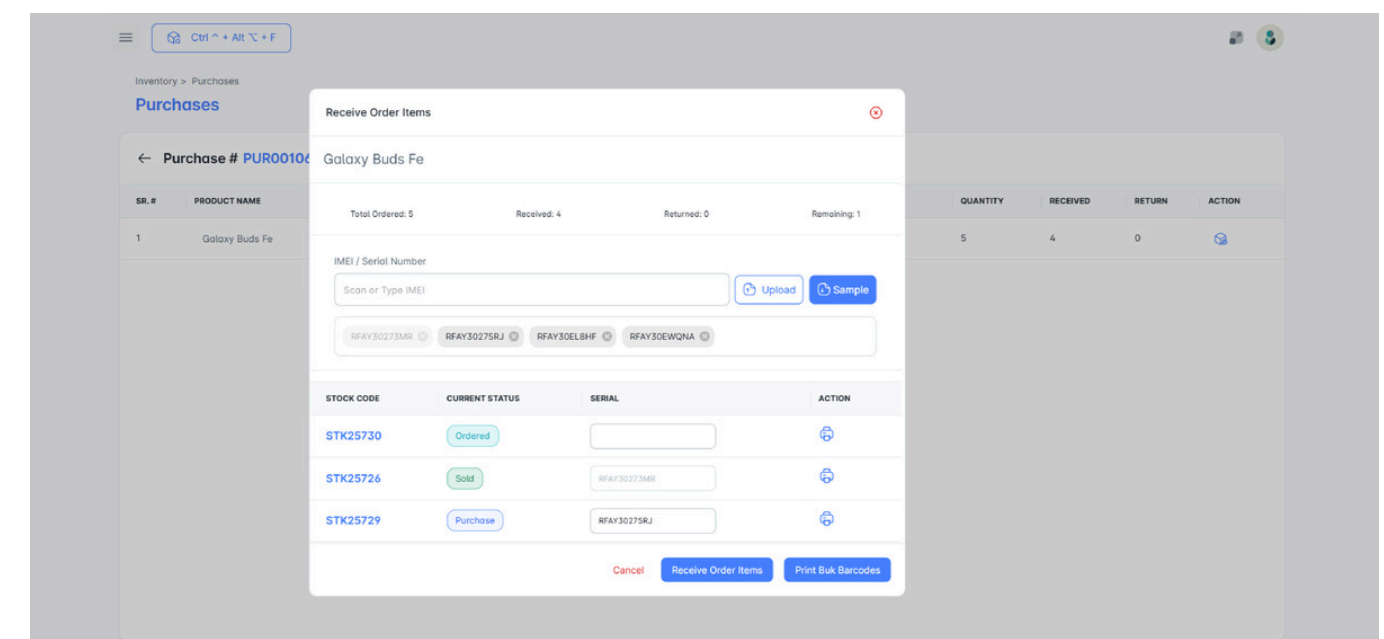 Ctrl ^ + Alt ⌥ + F
Inventory > Purchases
Purchases
Receive Order Items
← Purchase # PUR00106
Galaxy Buds Fe
SR. # PRODUCT NAME QUANTITY RECEIVED RETURN ACTION
Total Ordered: 5 Received: 4 Returned: 0 Remaining: 1
1 Galaxy Buds Fe 5 4 0
IMEI / Serial Number
Scan or Type IMEI Upload Sample
RFAY30273MR RFAY30275RJ RFAY30EL8HF RFAY30EWQNA
STOCK CODE CURRENT STATUS SERIAL ACTION
STK25730 Ordered
STK25726 Sold RFAY30273MR
STK25729 Purchase RFAY30275RJ
Cancel Receive Order Items Print Buk Barcodes